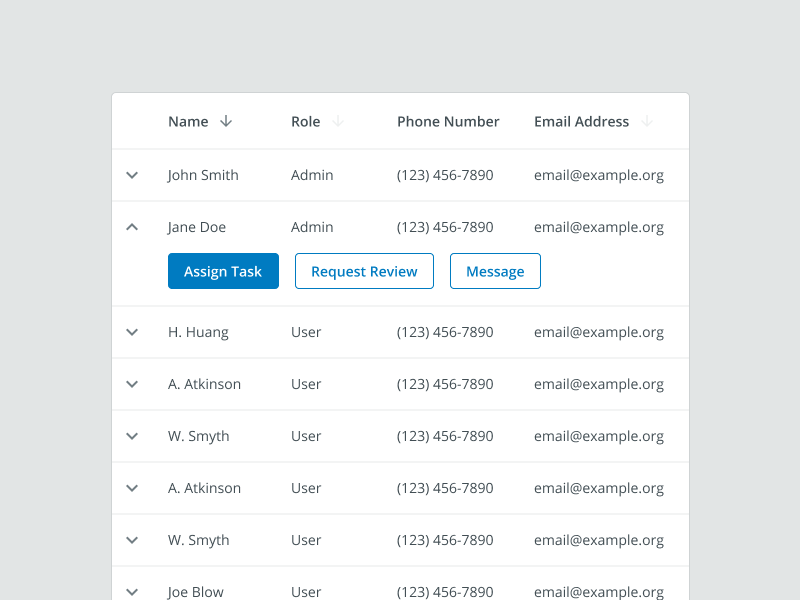 Name Role Phone Number Email Address
John Smith Admin (123) 456-7890 email@example.org
Jane Doe Admin (123) 456-7890 email@example.org
Assign Task Request Review Message
H. Huang User (123) 456-7890 email@example.org
A. Atkinson User (123) 456-7890 email@example.org
W. Smyth User (123) 456-7890 email@example.org
A. Atkinson User (123) 456-7890 email@example.org
W. Smyth User (123) 456-7890 email@example.org
Joe Blow User (123) 456-7890 email@example.org